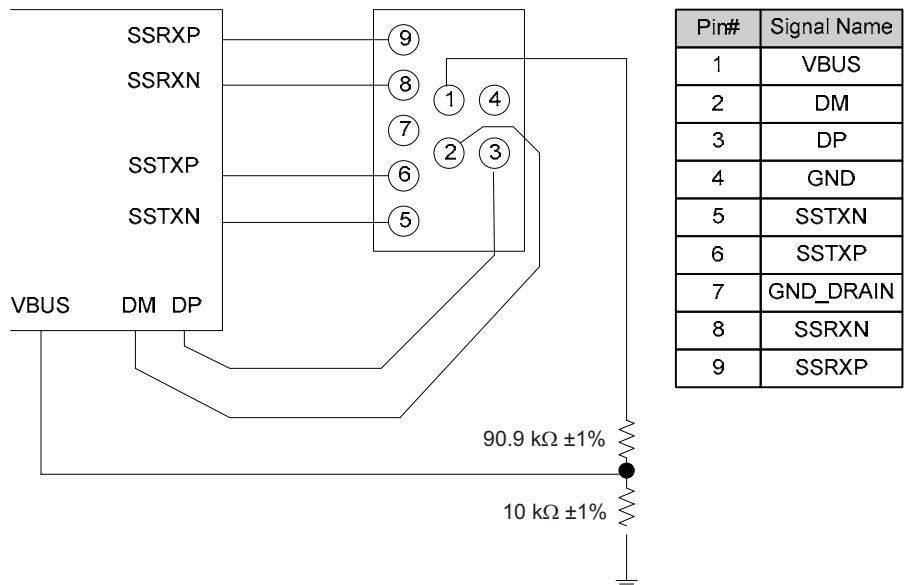 SSRXP
SSRXN
SSTXP
SSTXN
VBUS DM DP
9
8
7
6
5
1 4
2 3
90.9 kΩ ±1%
10 kΩ ±1%
Pin# Signal Name
1 VBUS
2 DM
3 DP
4 GND
5 SSTXN
6 SSTXP
7 GND_DRAIN
8 SSRXN
9 SSRXP